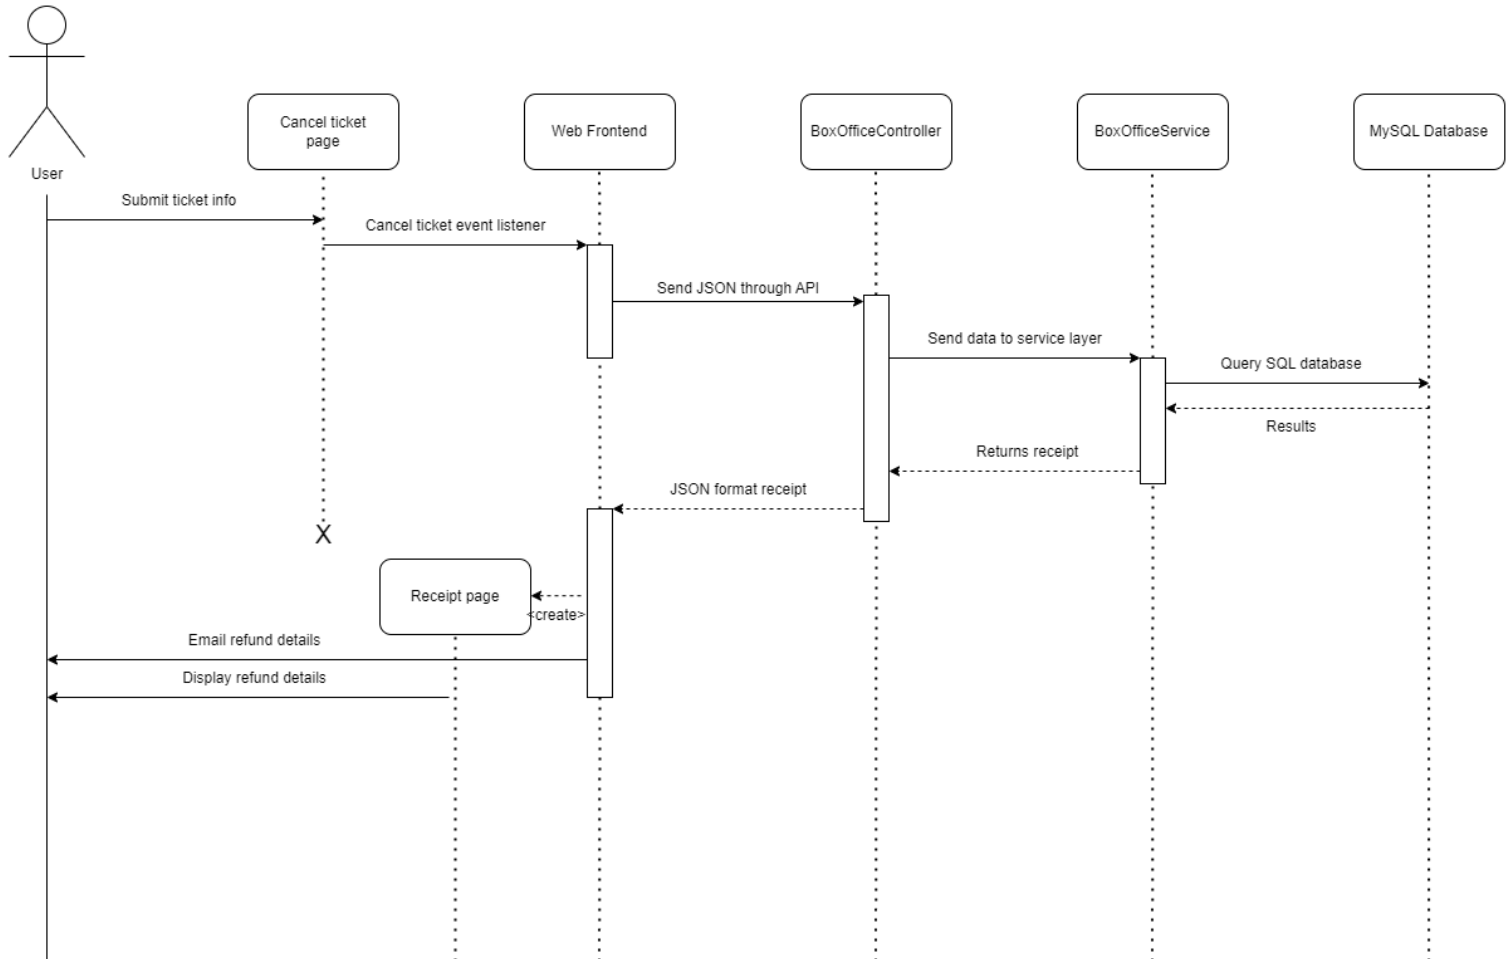 User
Cancel ticket
page
Web Frontend
BoxOfficeController
BoxOfficeService
MySQL Database
Submit ticket info
Cancel ticket event listener
Send JSON through API
Send data to service layer
Query SQL database
Results
Returns receipt
JSON format receipt
X
Receipt page
<create>
Email refund details
Display refund details